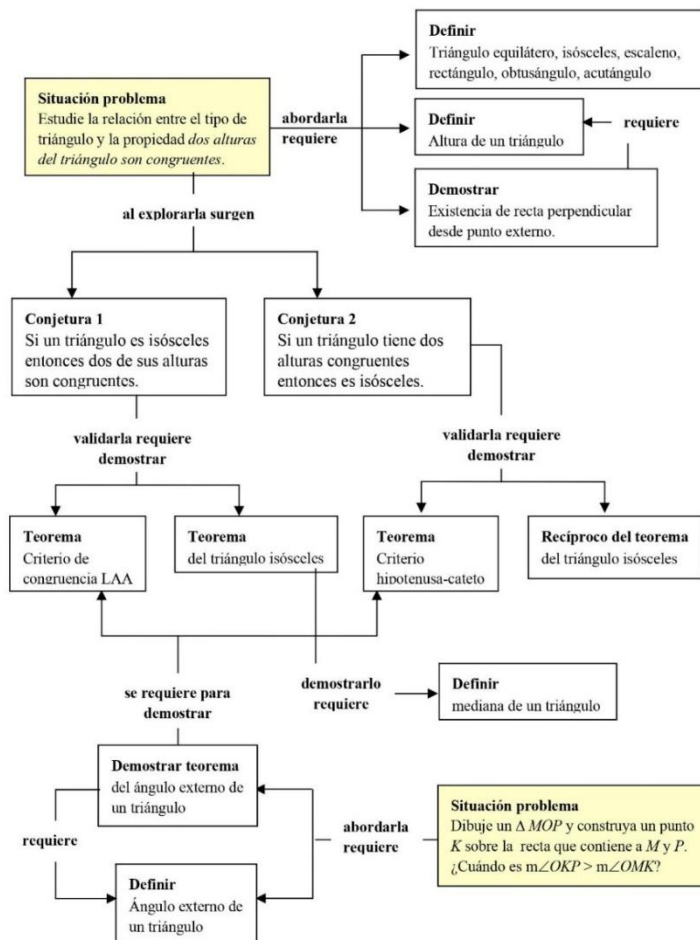 Definir
Triángulo equilátero, isósceles, escaleno,
rectángulo, obtusángulo, acutángulo
Situación problema
Estudie la relación entre el tipo de
triángulo y la propiedad dos alturas
del triángulo son congruentes.
abordarla
requiere
Definir
Altura de un triángulo
requiere
Demostrar
Existencia de recta perpendicular
desde punto externo.
al explorarla surgen
Conjetura 1
Si un triángulo es isósceles
entonces dos de sus alturas
son congruentes.
Conjetura 2
Si un triángulo tiene dos
alturas congruentes
entonces es isósceles.
validarla requiere
demostrar
validarla requiere
demostrar
Teorema
Criterio de
congruencia LAA
Teorema
del triángulo isósceles
Teorema
Criterio
hipotenusa-cateto
Recíproco del teorema
del triángulo isósceles
se requiere para
demostrar
demostrarlo
requiere
Definir
mediana de un triángulo
Demostrar teorema
del ángulo externo de
un triángulo
requiere
abordarla
requiere
Situación problema
Dibuje un Δ MOP y construya un punto
K sobre la recta que contiene a M y P.
¿Cuándo es m∠OKP > m∠OMK?
Definir
Ángulo externo de
un triángulo